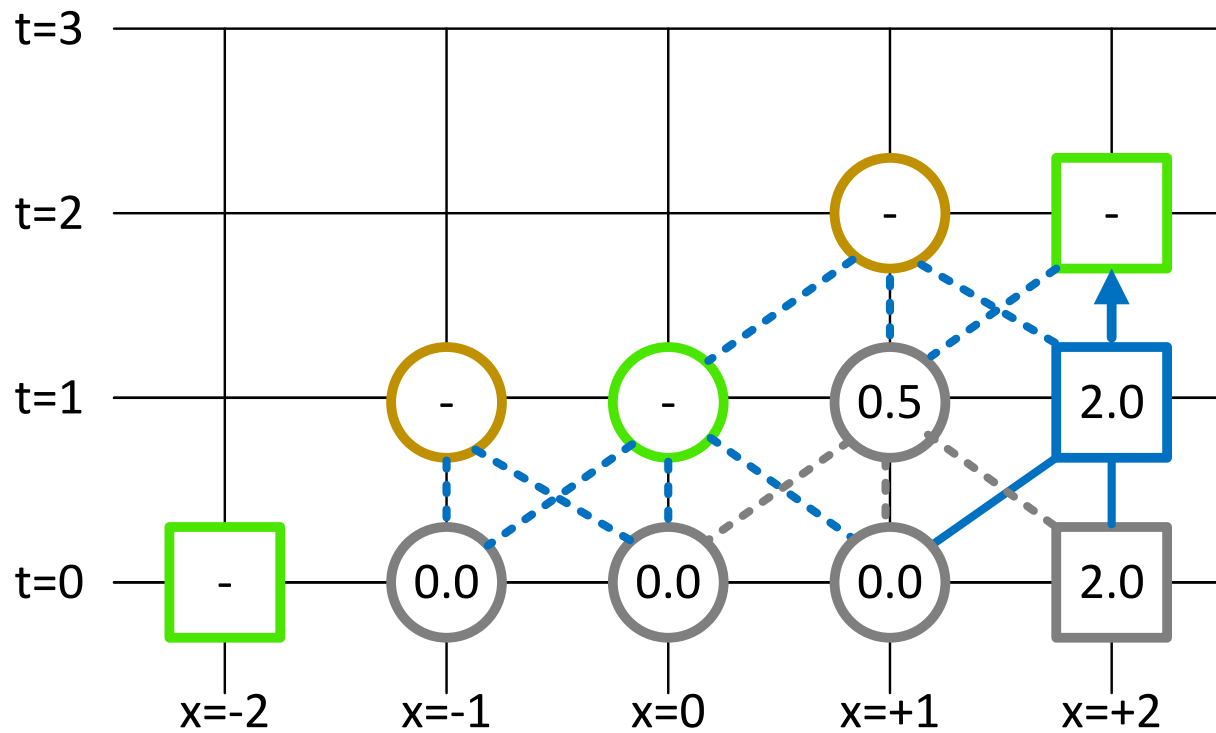 t=3
t=2
-
-
t=1
-
-
0.5
2.0
t=0
-
0.0
0.0
0.0
2.0
x=-2
x=-1
x=0
x=+1
x=+2